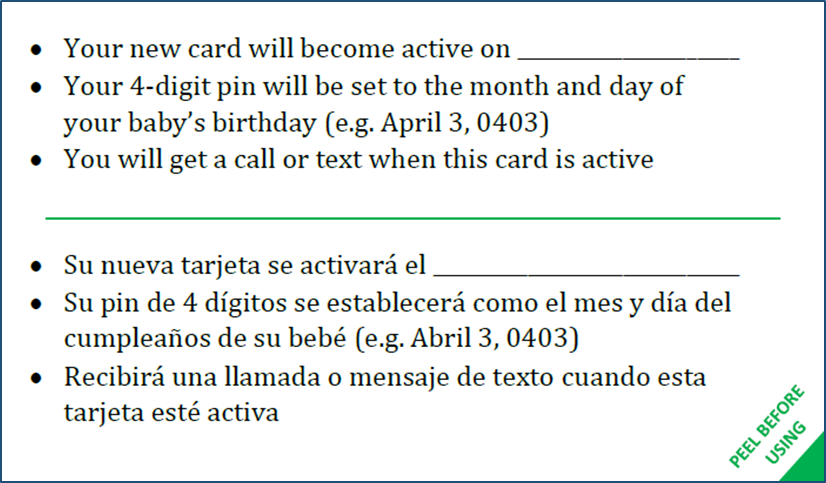 • Your new card will become active on ____________________
• Your 4-digit pin will be set to the month and day of
your baby’s birthday (e.g. April 3, 0403)
• You will get a call or text when this card is active
• Su nueva tarjeta se activará el ____________________________
• Su pin de 4 dígitos se establecerá como el mes y día del
cumpleaños de su bebé (e.g. Abril 3, 0403)
• Recibirá una llamada o mensaje de texto cuando esta
tarjeta esté activa
PEEL BEFORE
USING